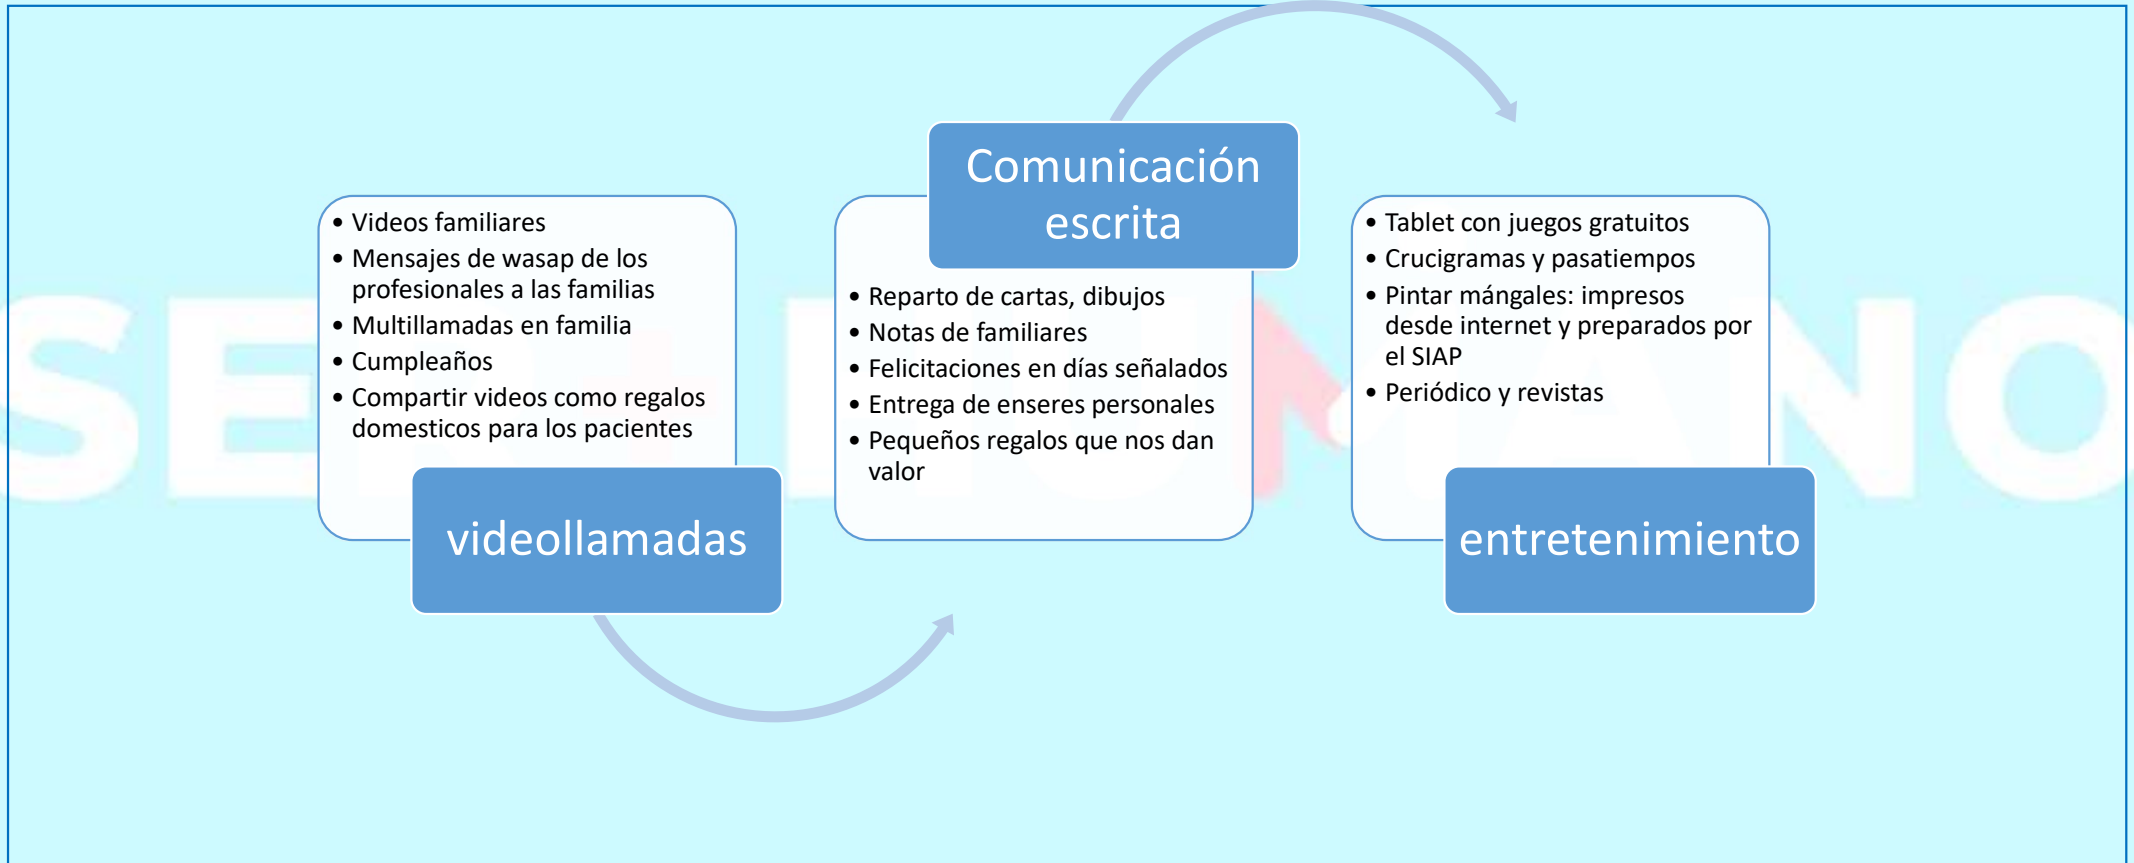 • Videos familiares
• Mensajes de wasap de los
profesionales a las familias
• Multillamadas en familia
• Cumpleaños
• Compartir videos como regalos
domesticos para los pacientes
videollamadas
Comunicación
escrita
• Reparto de cartas, dibujos
• Notas de familiares
• Felicitaciones en días señalados
• Entrega de enseres personales
• Pequeños regalos que nos dan
valor
• Tablet con juegos gratuitos
• Crucigramas y pasatiempos
• Pintar mángales: impresos
desde internet y preparados por
el SIAP
• Periódico y revistas
entretenimiento
SER+HUMANO